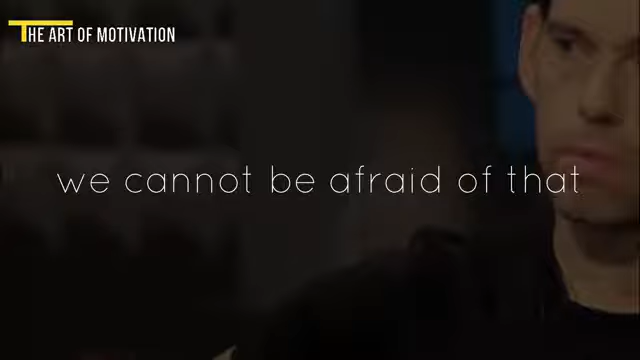 THE ART OF MOTIVATION
we cannot be afraid of that